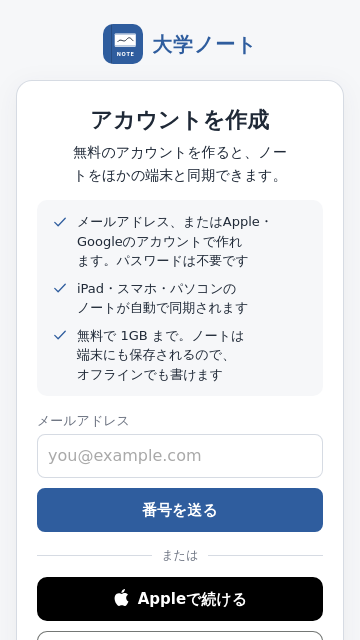 NOTE
大学ノート
アカウントを作成
無料のアカウントを作ると、ノー
トをほかの端末と同期できます。
メールアドレス、またはApple・
Googleのアカウントで作れ
ます。パスワードは不要です
iPad・スマホ・パソコンの
ノートが自動で同期されます
無料で 1GB まで。ノートは
端末にも保存されるので、
オフラインでも書けます
メールアドレス
you@example.com
番号を送る
または
Appleで続ける